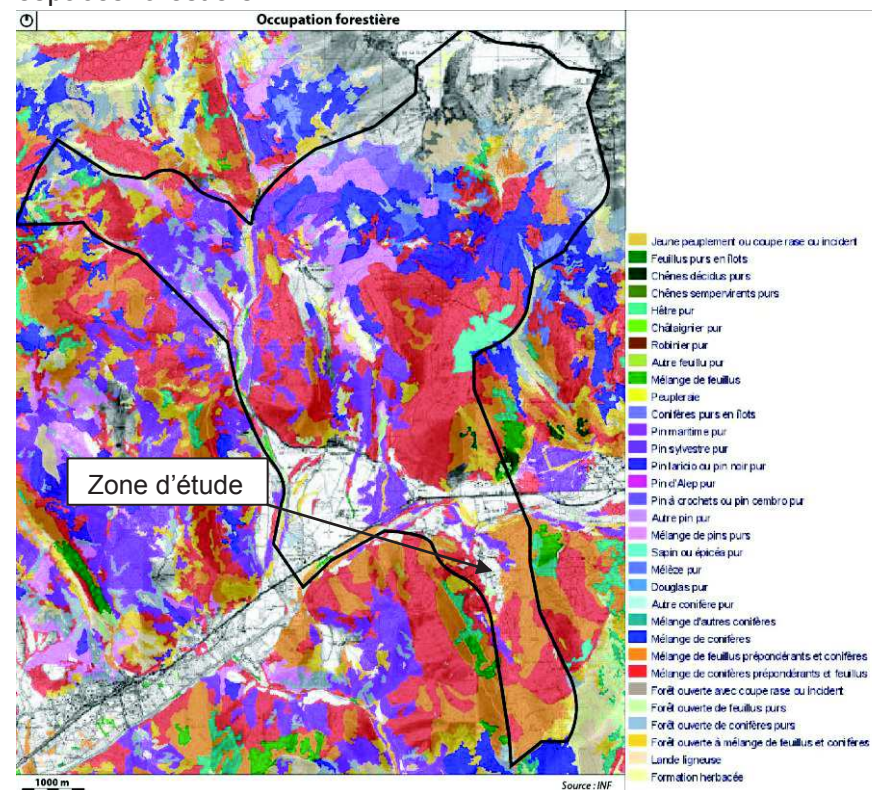 Occupation forestière
Zone d'étude
Jeune peuplement ou coupe rase ou incident
Feuillus purs en îlots
Chênes décidus purs
Chênes sempervirents purs
Hêtre pur
Châtaignier pur
Robinier pur
Autre feuillu pur
Mélange de feuillus
Peupleraie
Conifères purs en îlots
Pin maritime pur
Pin sylvestre pur
Pin laricio ou pin noir pur
Pin d'Alep pur
Pin à crochets ou pin cembro pur
Autre pin pur
Mélange de pins purs
Sapin ou épicéa pur
Mélèze pur
Douglas pur
Autre conifère pur
Mélange d'autres conifères
Mélange de conifères
Mélange de feuillus prépondérants et conifères
Mélange de conifères prépondérants et feuillus
Forêt ouverte avec coupe rase ou incident
Forêt ouverte de feuillus purs
Forêt ouverte de conifères purs
Forêt ouverte à mélange de feuillus et conifères
Lande ligneuse
Formation herbacée
1000 m
Source : INF